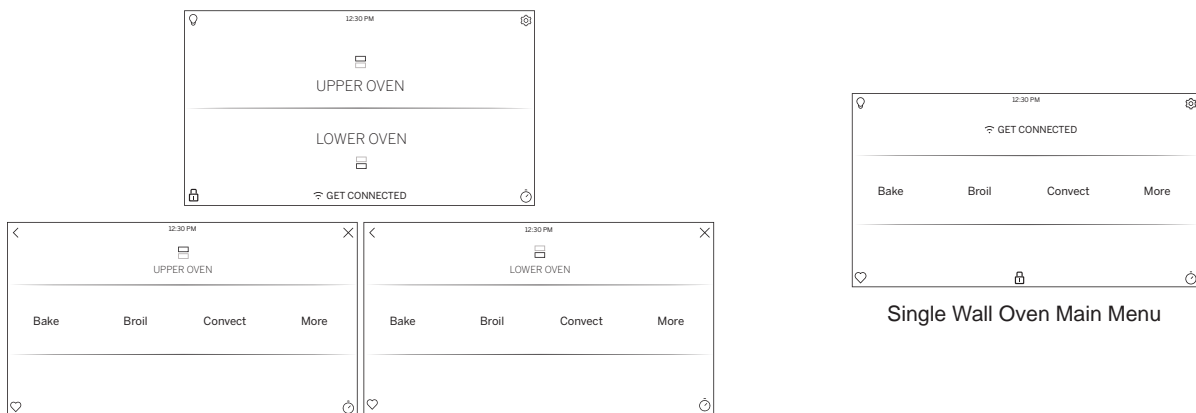 12:30 PM
UPPER OVEN
LOWER OVEN
GET CONNECTED
12:30 PM
UPPER OVEN
Bake Broil Convect More
12:30 PM
LOWER OVEN
Bake Broil Convect More
12:30 PM
GET CONNECTED
Bake Broil Convect More
Single Wall Oven Main Menu